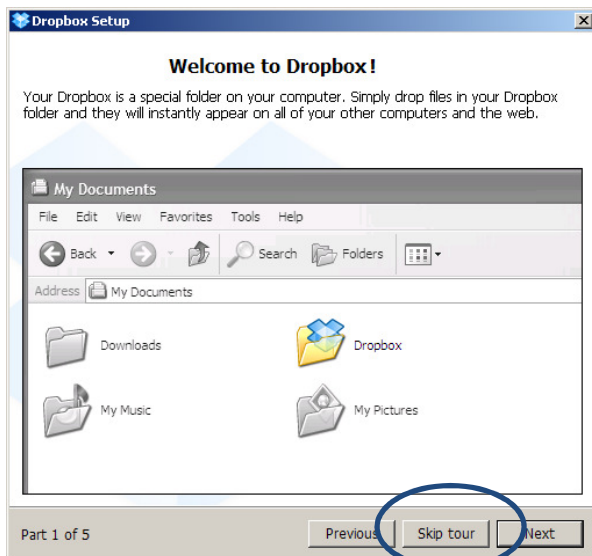 Dropbox Setup
Welcome to Dropbox!
Your Dropbox is a special folder on your computer. Simply drop files in your Dropbox
folder and they will instantly appear on all of your other computers and the web.
My Documents
File Edit View Favorites Tools Help
Back Search Folders
Address My Documents
Downloads Dropbox
My Music My Pictures
Part 1 of 5 Previous Skip tour Next